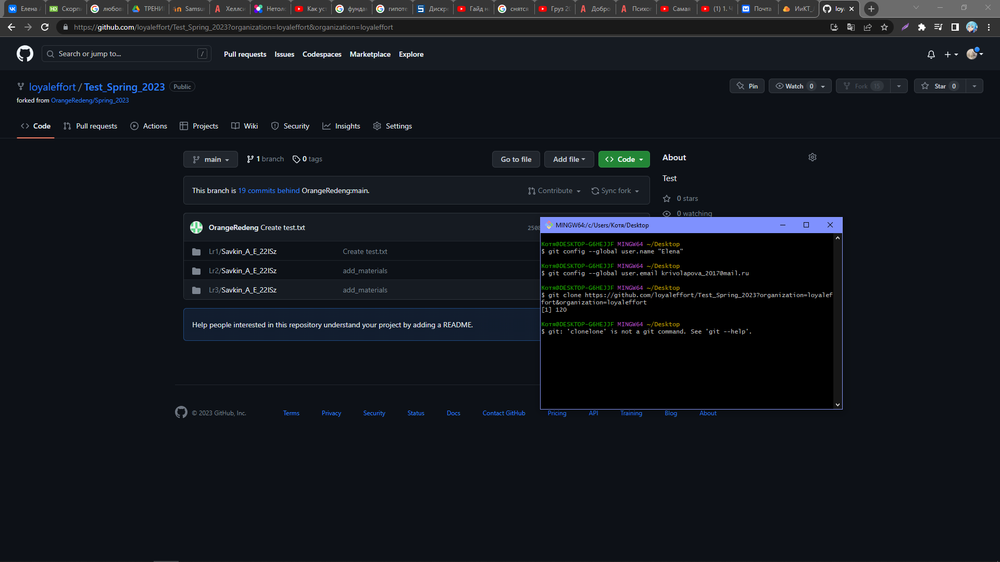 Елена
Скорпи
любов
ТРЕНИ
Samsu
Хеллси
Нетоло
Как ус
фунда
гипоте
Дискре
Гайд н
снятся
Груз 20
Добро
Психо
Самая
(1) 1. Ч
Почта
ИиКТ_
loya
https://github.com/loyaleffort/Test_Spring_2023?organization=loyaleffort&organization=loyaleffort
Search or jump to... /
Pull requests Issues Codespaces Marketplace Explore
loyaleffort / Test_Spring_2023 Public
Pin Watch 0 Fork 15 Star 0
forked from OrangeRedeng/Spring_2023
Code Pull requests Actions Projects Wiki Security Insights Settings
main 1 branch 0 tags Go to file Add file Code
This branch is 19 commits behind OrangeRedeng:main. Contribute Sync fork
OrangeRedeng Create test.txt 2508
Lr1/Savkin_A_E_22ISz Create test.txt
Lr2/Savkin_A_E_22ISz add_materials
Lr3/Savkin_A_E_22ISz add_materials
Help people interested in this repository understand your project by adding a README.
About
Test
0 stars
0 watching
MINGW64:/c/Users/Котя/Desktop
Котя@DESKTOP-G6HEJJF MINGW64 ~/Desktop
$ git config --global user.name "Elena"
Котя@DESKTOP-G6HEJJF MINGW64 ~/Desktop
$ git config --global user.email krivolapova_2017@mail.ru
Котя@DESKTOP-G6HEJJF MINGW64 ~/Desktop
$ git clone https://github.com/loyaleffort/Test_Spring_2023?organization=loyalef
fort&organization=loyaleffort
[1] 120
Котя@DESKTOP-G6HEJJF MINGW64 ~/Desktop
$ git: 'clonelone' is not a git command. See 'git --help'.
© 2023 GitHub, Inc. Terms Privacy Security Status Docs Contact GitHub Pricing API Training Blog About